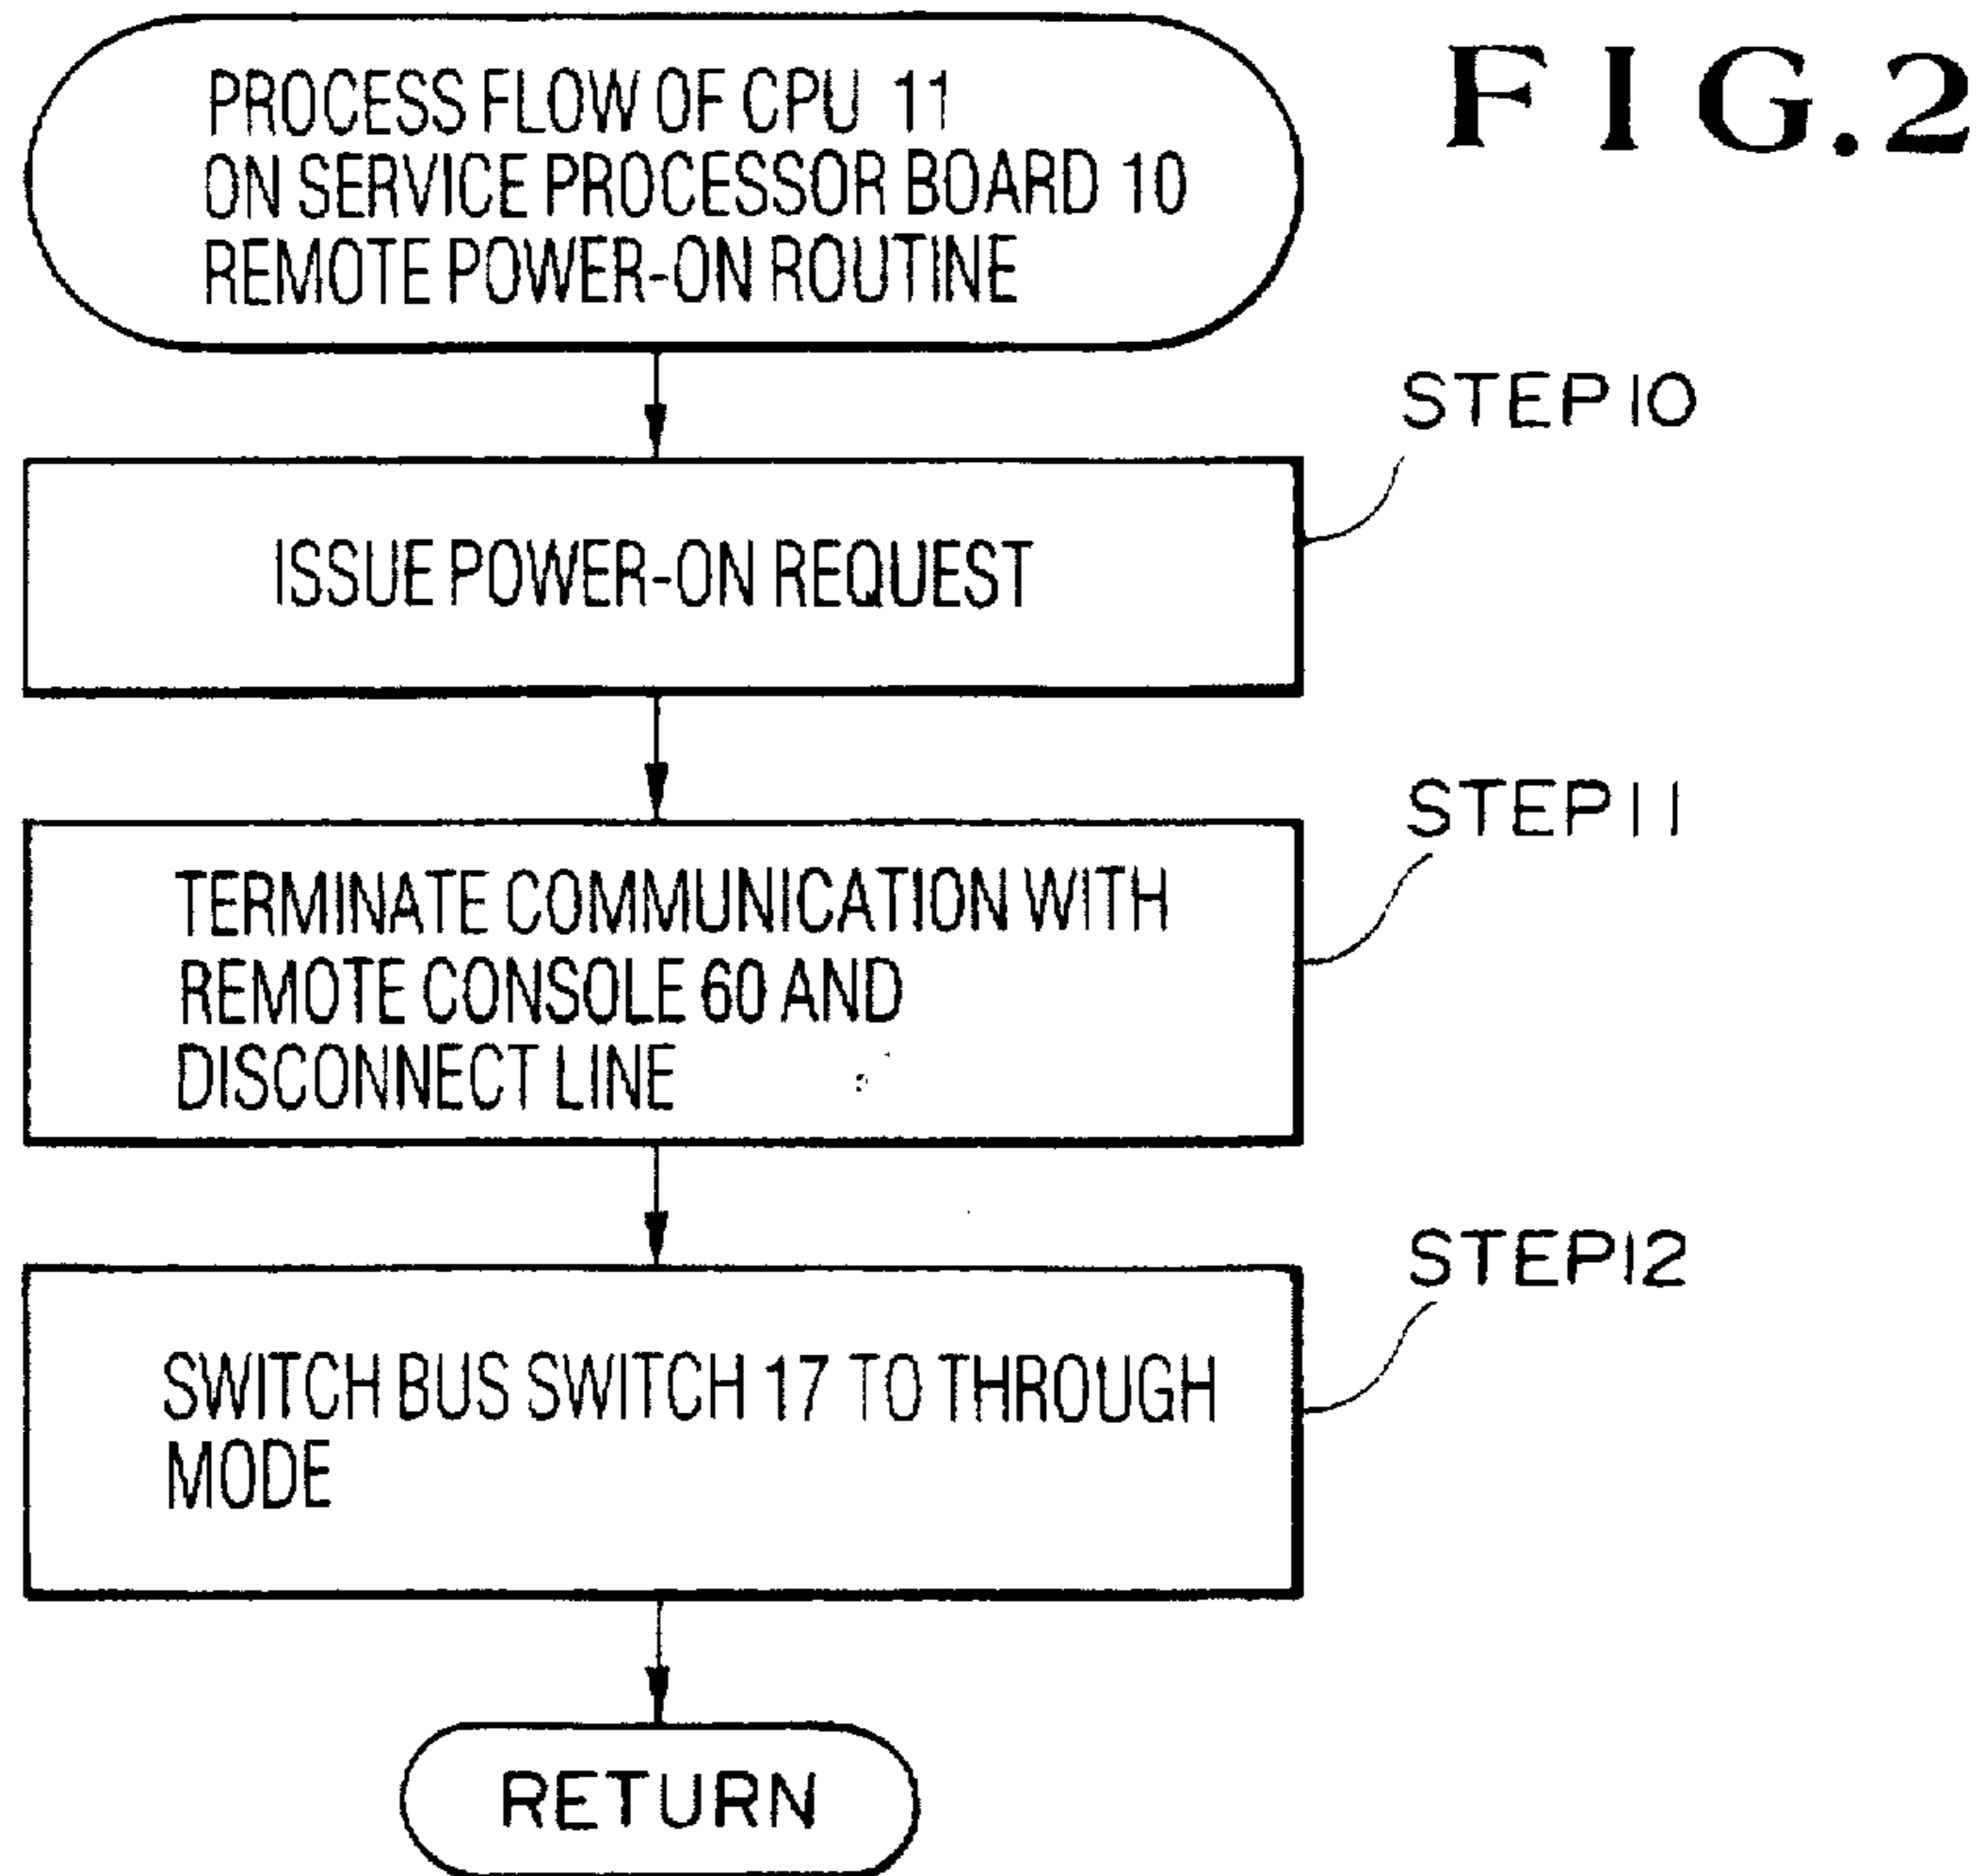 FIG.2
PROCESS FLOW OF CPU 11
ON SERVICE PROCESSOR BOARD 10
REMOTE POWER-ON ROUTINE
STEP10
ISSUE POWER-ON REQUEST
STEP11
TERMINATE COMMUNICATION WITH
REMOTE CONSOLE 60 AND
DISCONNECT LINE
STEP12
SWITCH BUS SWITCH 17 TO THROUGH
MODE
RETURN